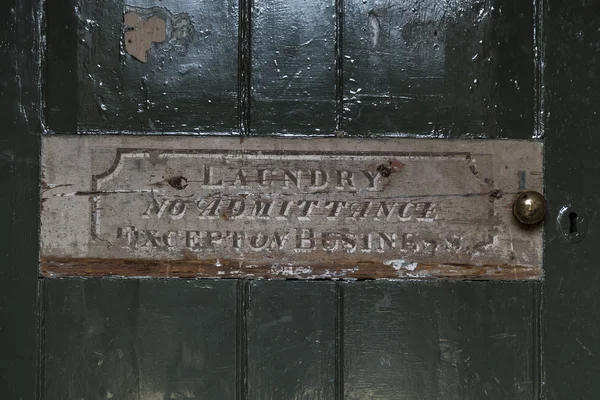 LAUNDRY
NO ADMITTANCE
EXCEPT ON BUSINESS